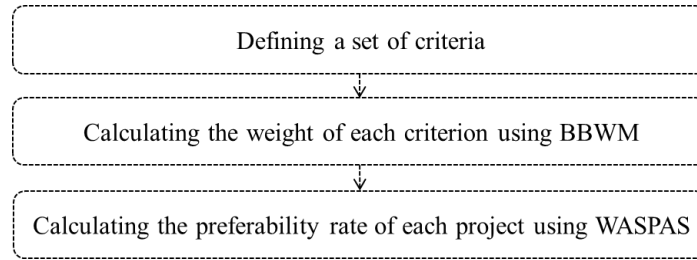 Defining a set of criteria
Calculating the weight of each criterion using BBWM
Calculating the preferability rate of each project using WASPAS